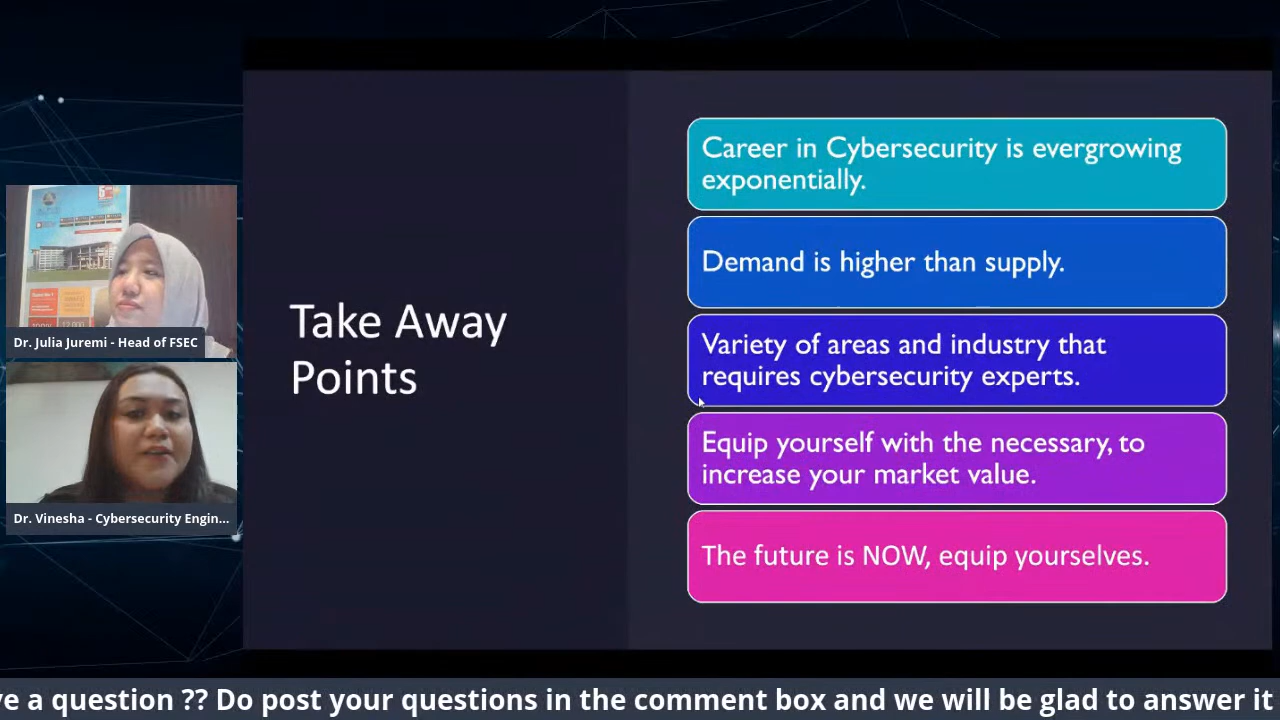 Take Away
Points
Career in Cybersecurity is evergrowing
exponentially.
Demand is higher than supply.
Variety of areas and industry that
requires cybersecurity experts.
Equip yourself with the necessary, to
increase your market value.
The future is NOW, equip yourselves.
Dr. Julia Juremi - Head of FSEC
Dr. Vinesha - Cybersecurity Engin...
ve a question ?? Do post your questions in the comment box and we will be glad to answer it